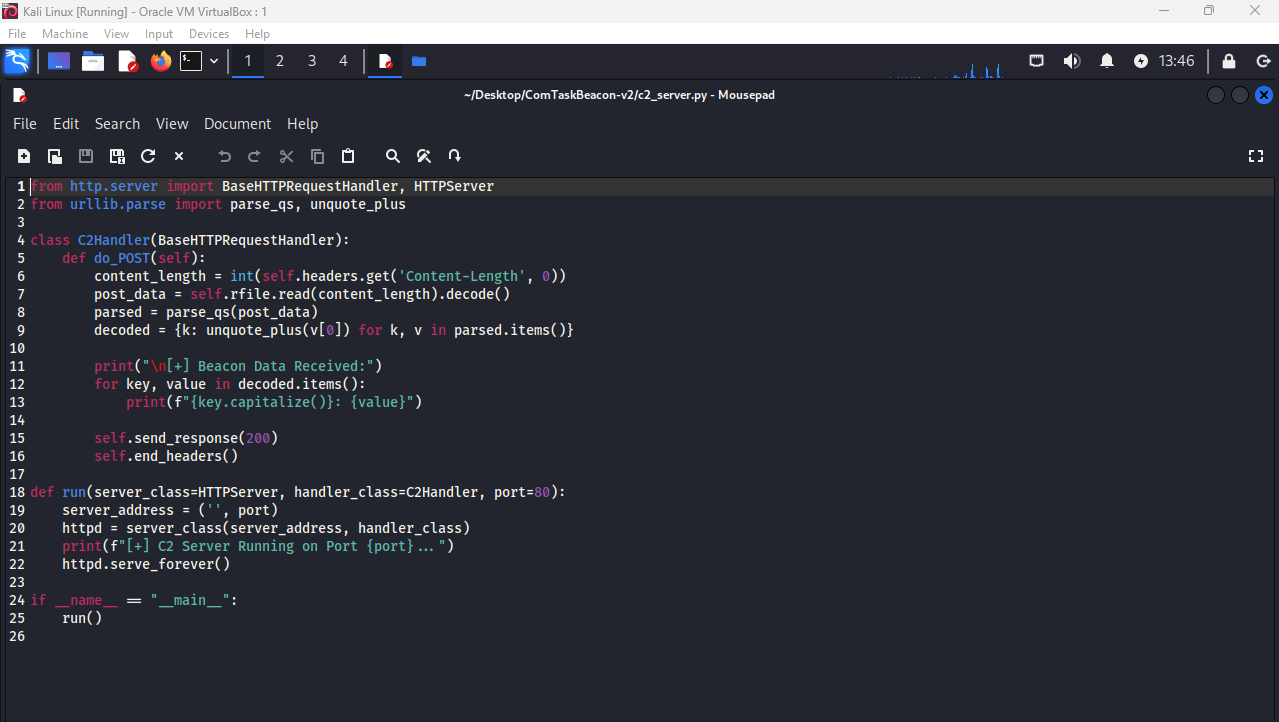 Kali Linux [Running] - Oracle VM VirtualBox : 1
File Machine View Input Devices Help
1 2 3 4 13:46
~/Desktop/ComTaskBeacon-v2/c2_server.py - Mousepad
File Edit Search View Document Help
1 from http.server import BaseHTTPRequestHandler, HTTPServer
2 from urllib.parse import parse_qs, unquote_plus
3
4 class C2Handler(BaseHTTPRequestHandler):
5     def do_POST(self):
6         content_length = int(self.headers.get('Content-Length', 0))
7         post_data = self.rfile.read(content_length).decode()
8         parsed = parse_qs(post_data)
9         decoded = {k: unquote_plus(v[0]) for k, v in parsed.items()}
10
11         print("\n[+] Beacon Data Received:")
12         for key, value in decoded.items():
13             print(f"{key.capitalize()}: {value}")
14
15         self.send_response(200)
16         self.end_headers()
17
18 def run(server_class=HTTPServer, handler_class=C2Handler, port=80):
19     server_address = ('', port)
20     httpd = server_class(server_address, handler_class)
21     print(f"[+] C2 Server Running on Port {port}...")
22     httpd.serve_forever()
23
24 if __name__ == "__main__":
25     run()
26